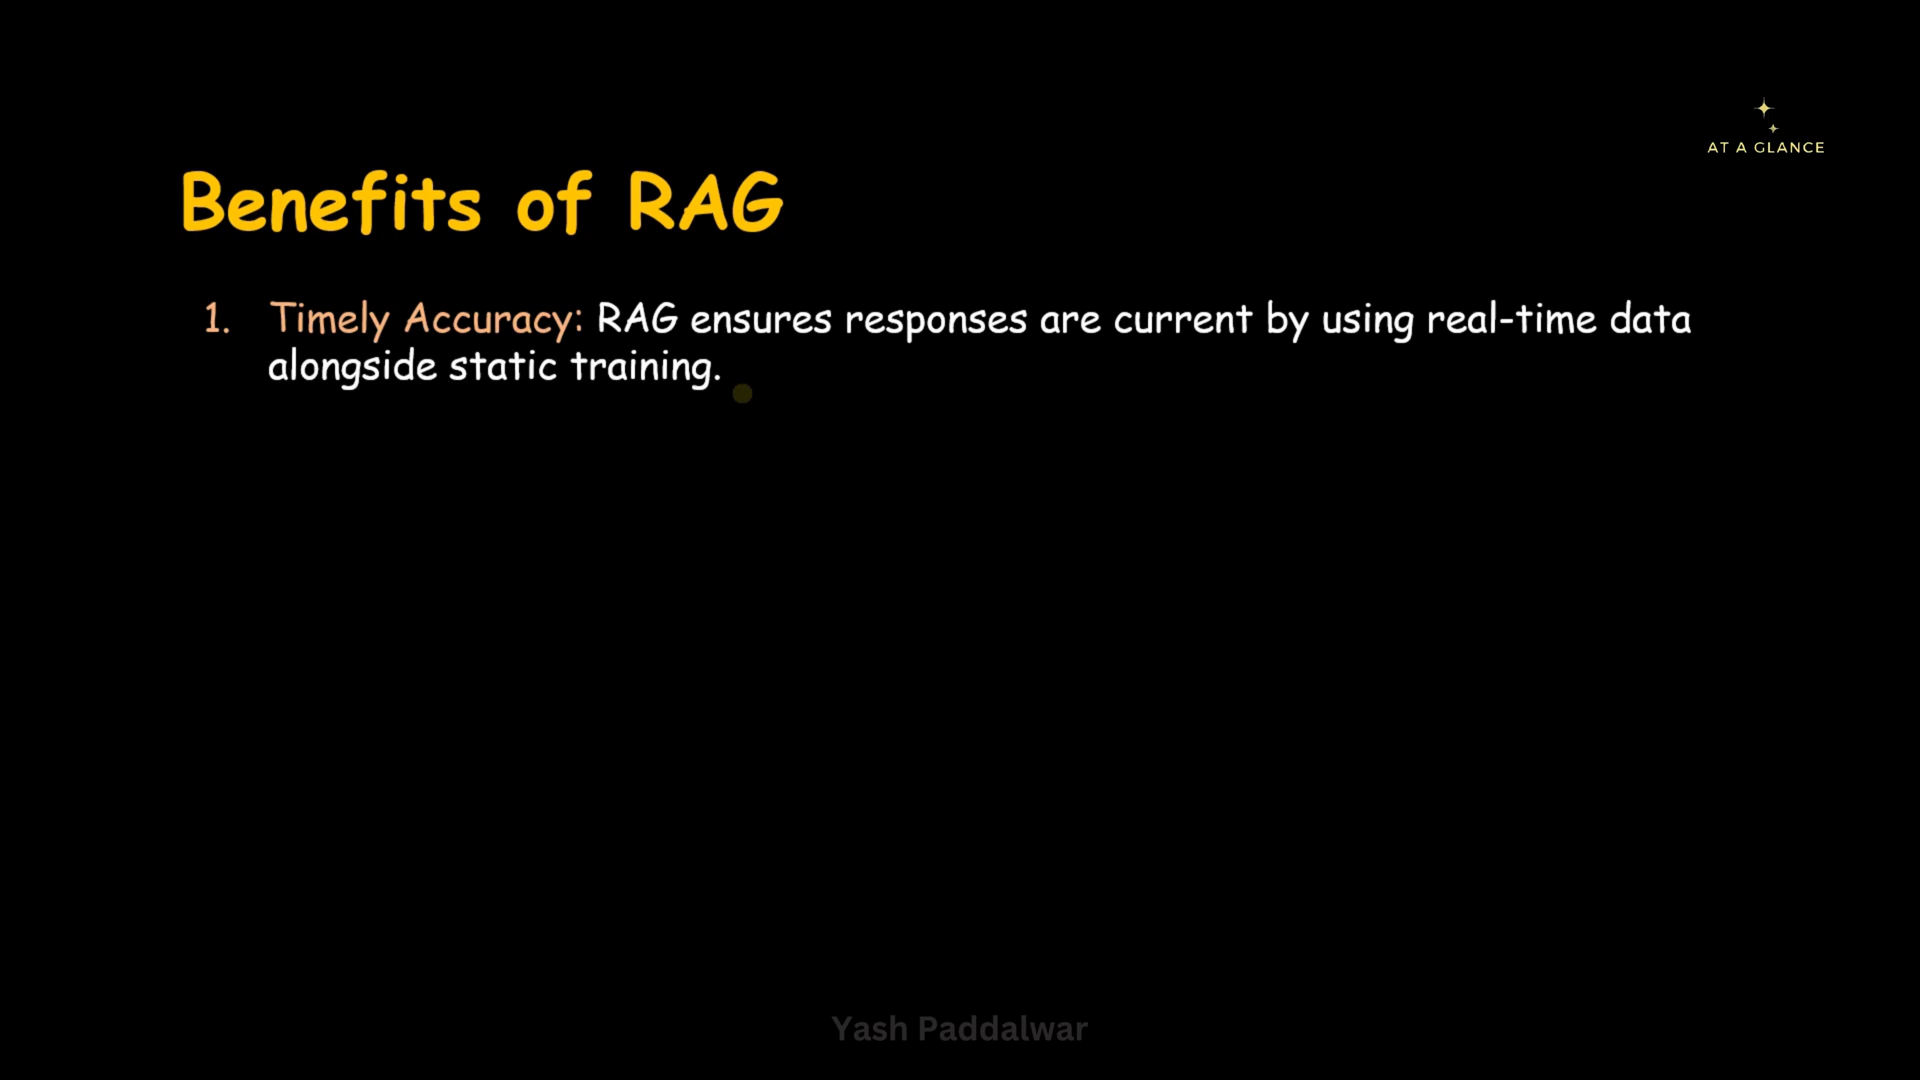 AT A GLANCE
Benefits of RAG
1. Timely Accuracy: RAG ensures responses are current by using real-time data
alongside static training.
Yash Paddalwar